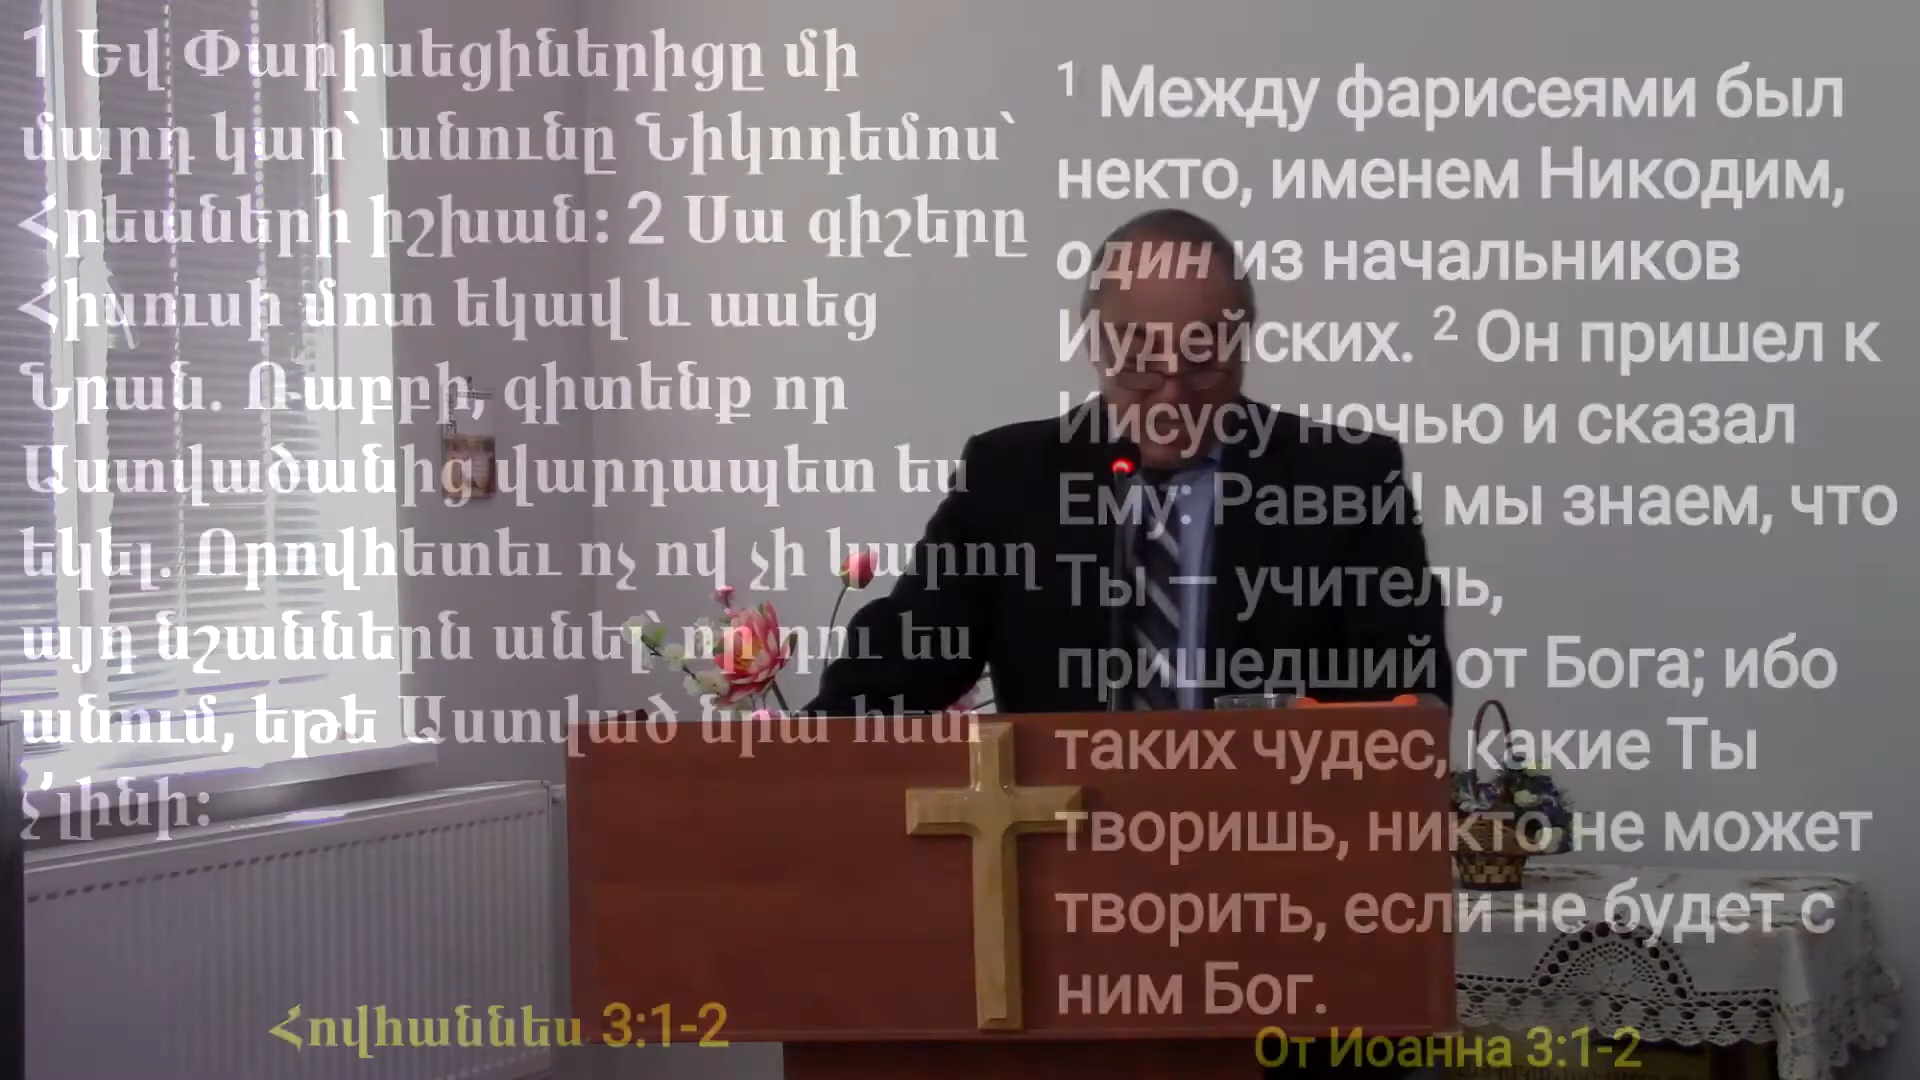 1 Եվ Փարիսեցիներիցը մի
մարդ կար՝ անունը Նիկոդեմոս՝
Հրեաների իշխան: 2 Սա գիշերը
Հիսուսի մոտ եկավ և ասեց
Նրան. Ռաբբի, գիտենք որ
Աստվածանից վարդապետ ես
եկել. Որովհետեւ ոչ ով չի կարող
այդ նշաններն անել՝ որ դու ես
անում, եթե Աստված նրա հետ
չ՛լինի:
Հովհաննես 3:1-2
1 Между фарисеями был
некто, именем Никодим,
один из начальников
Иудейских. 2 Он пришел к
Иисусу ночью и сказал
Ему: Равви́! мы знаем, что
Ты — учитель,
пришедший от Бога; ибо
таких чудес, какие Ты
творишь, никто не может
творить, если не будет с
ним Бог.
От Иоанна 3:1-2